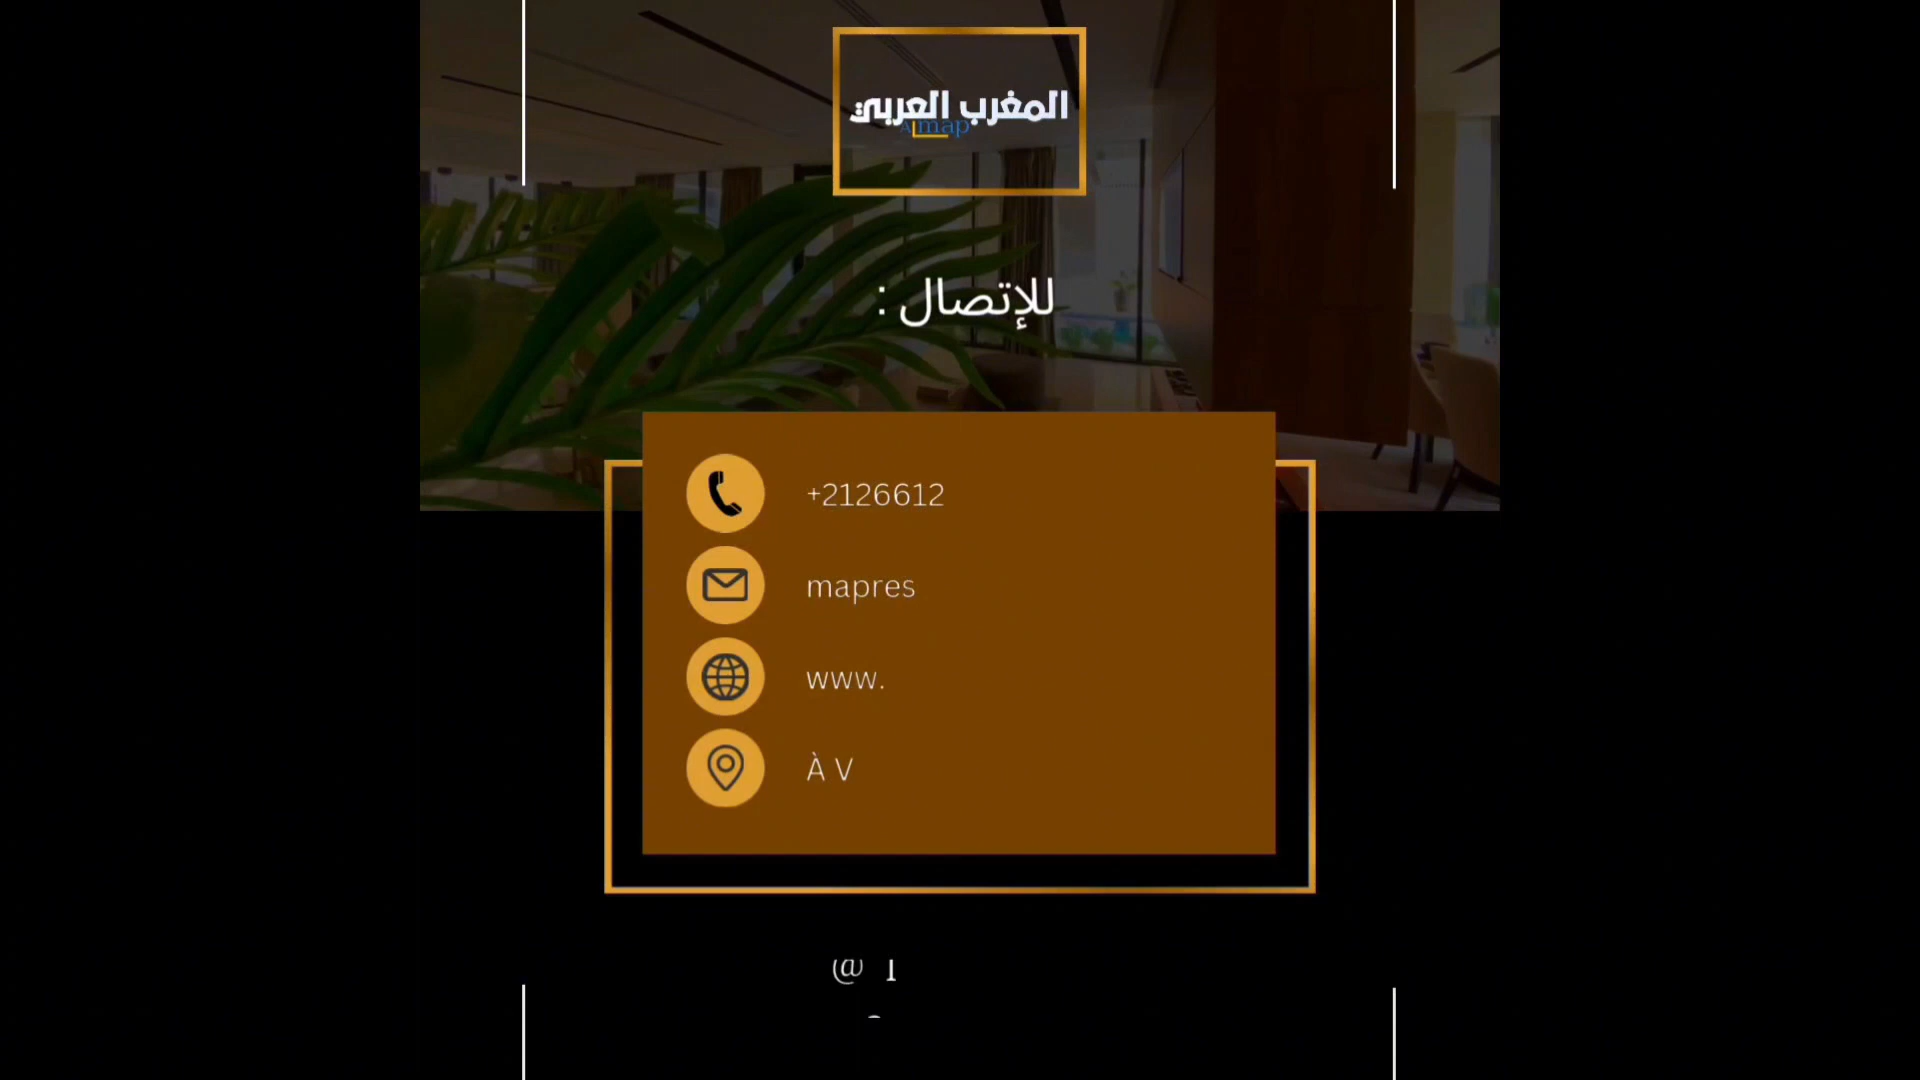 المغرب العربي
Almap
للإتصال :
+2126612
mapres
www.
À V
@